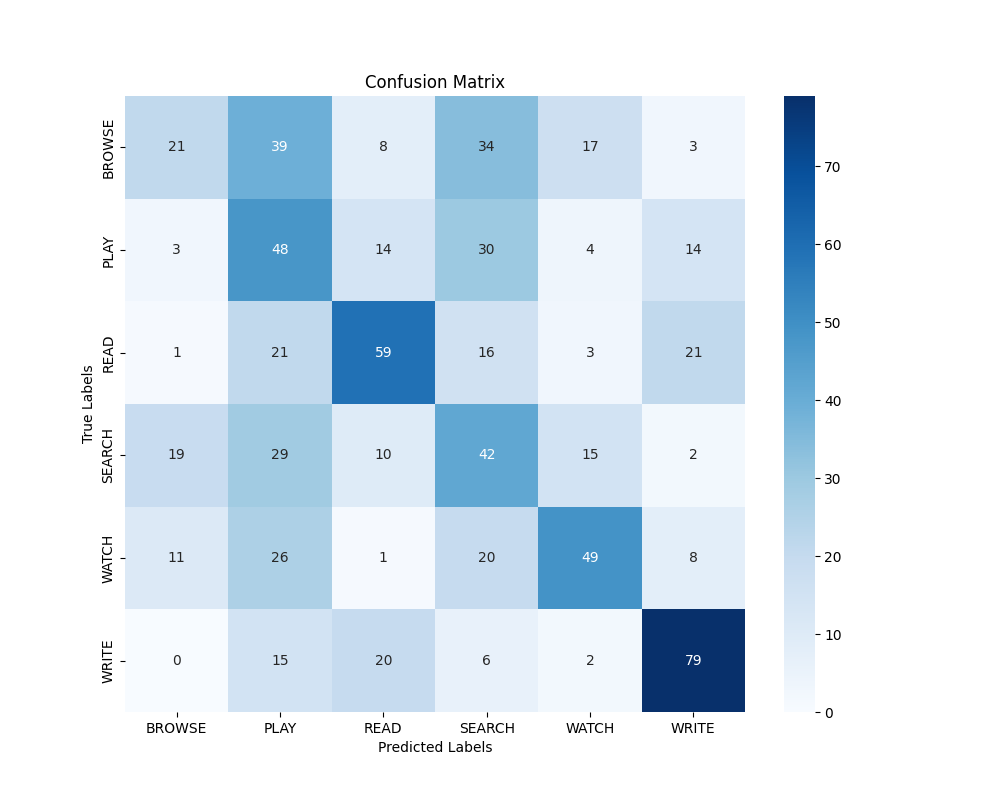 Confusion Matrix
BROWSE 21 39 8 34 17 3
PLAY 3 48 14 30 4 14
READ 1 21 59 16 3 21
SEARCH 19 29 10 42 15 2
WATCH 11 26 1 20 49 8
WRITE 0 15 20 6 2 79
BROWSE PLAY READ SEARCH WATCH WRITE
Predicted Labels
True Labels
70
60
50
40
30
20
10
0